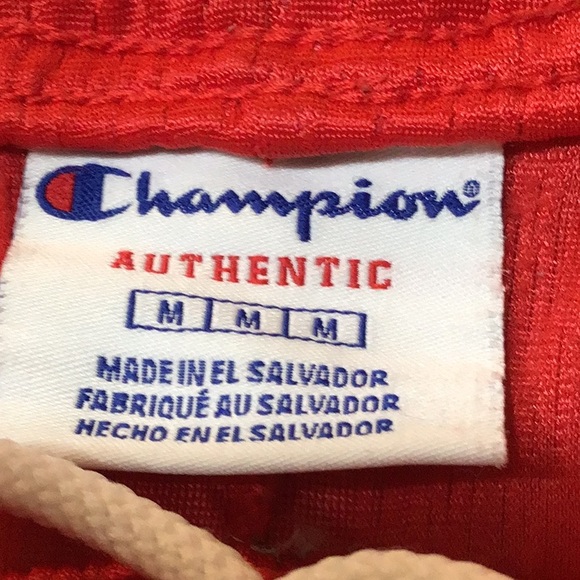 Champion®
AUTHENTIC
M M M
MADE IN EL SALVADOR
FABRIQUÉ AU SALVADOR
HECHO EN EL SALVADOR